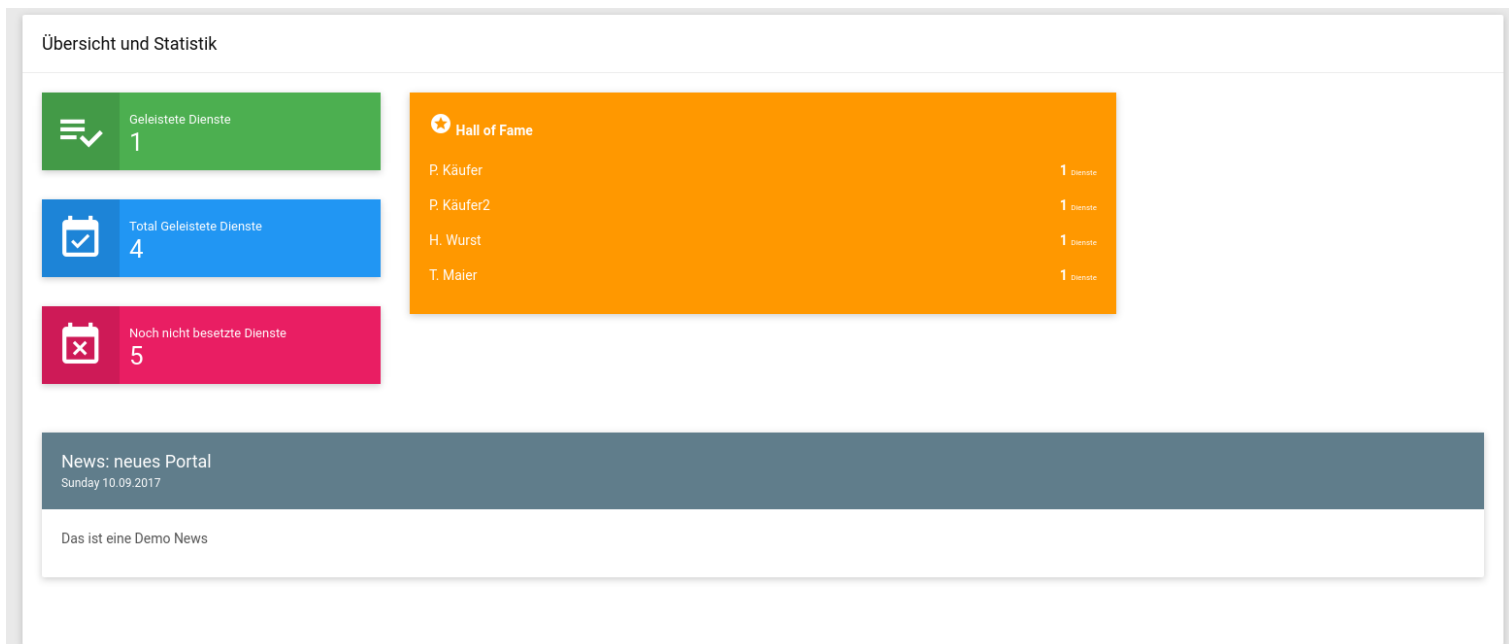 Übersicht und Statistik
Geleistete Dienste
1
Total Geleistete Dienste
4
Noch nicht besetzte Dienste
5
Hall of Fame
P. Käufer 1 Dienste
P. Käufer2 1 Dienste
H. Wurst 1 Dienste
T. Maier 1 Dienste
News: neues Portal
Sunday 10.09.2017
Das ist eine Demo News